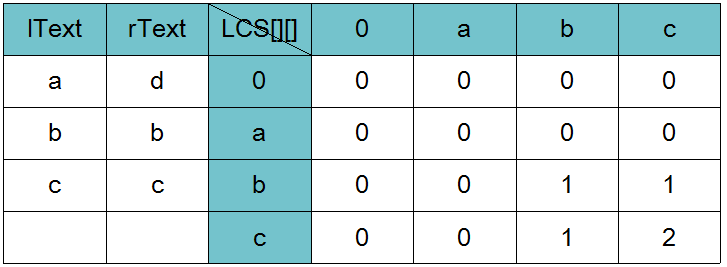 lText rText LCS[][] 0 a b c
a d 0 0 0 0 0
b b a 0 0 0 0
c c b 0 0 1 1
c 0 0 1 2